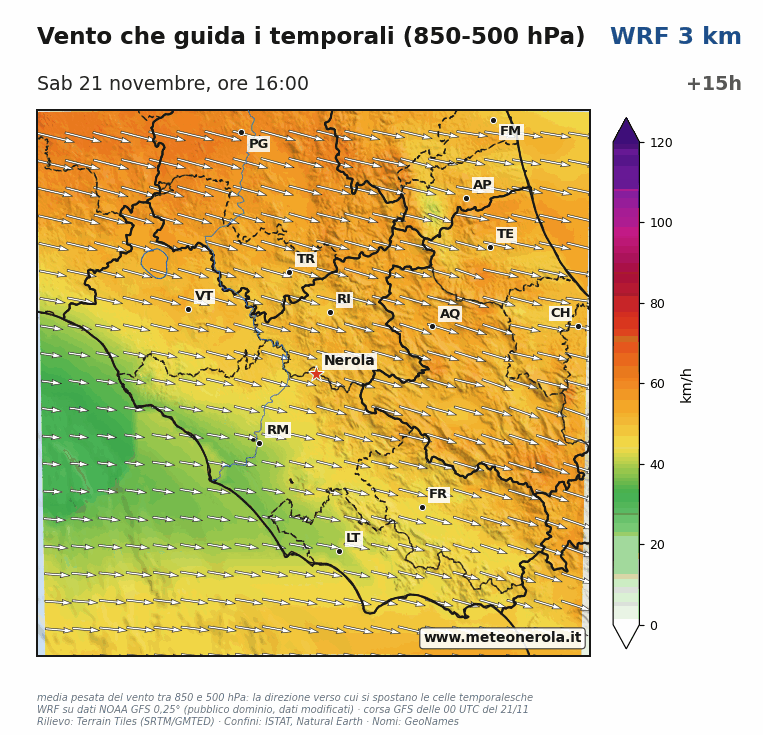 Vento che guida i temporali (850-500 hPa) WRF 3 km
Sab 21 novembre, ore 16:00 +15h
FM
PG
AP
TE
TR
VT
RI
AQ
CH
Nerola
RM
FR
LT
www.meteonerola.it
120
100
80
60
40
20
0
km/h
media pesata del vento tra 850 e 500 hPa: la direzione verso cui si spostano le celle temporalesche
WRF su dati NOAA GFS 0,25° (pubblico dominio, dati modificati) · corsa GFS delle 00 UTC del 21/11
Rilievo: Terrain Tiles (SRTM/GMTED) · Confini: ISTAT, Natural Earth · Nomi: GeoNames